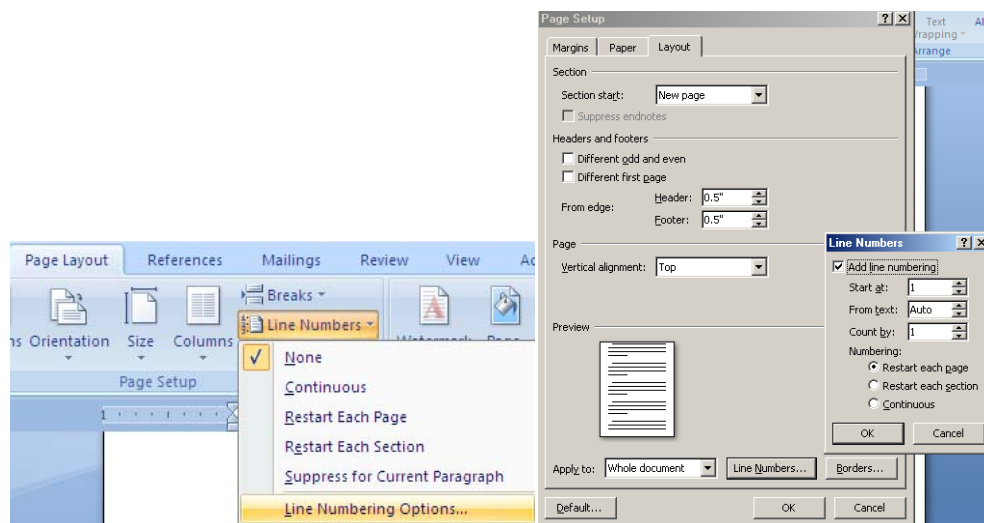 Page Layout References Mailings Review View
Breaks
Line Numbers
Orientation Size Columns
Page Setup
1
None
Continuous
Restart Each Page
Restart Each Section
Suppress for Current Paragraph
Line Numbering Options...
Page Setup
Margins Paper Layout
Section
Section start: New page
Suppress endnotes
Headers and footers
Different odd and even
Different first page
From edge: Header: 0.5"
Footer: 0.5"
Page
Vertical alignment: Top
Preview
Apply to: Whole document Line Numbers... Borders...
Default... OK Cancel
Text
Line Numbers
Add line numbering
Start at: 1
From text: Auto
Count by: 1
Numbering:
Restart each page
Restart each section
Continuous
OK Cancel